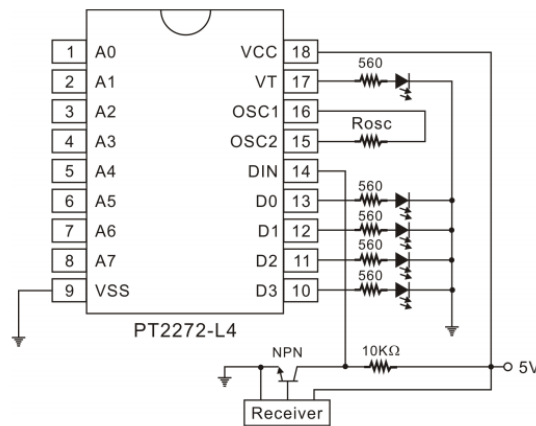 1 A0 VCC 18 560
2 A1 VT 17
3 A2 OSC1 16
Rosc
4 A3 OSC2 15
5 A4 DIN 14
560
6 A5 D0 13
560
7 A6 D1 12
560
8 A7 D2 11
560
9 VSS D3 10
PT2272-L4
NPN 10KΩ
5V
Receiver